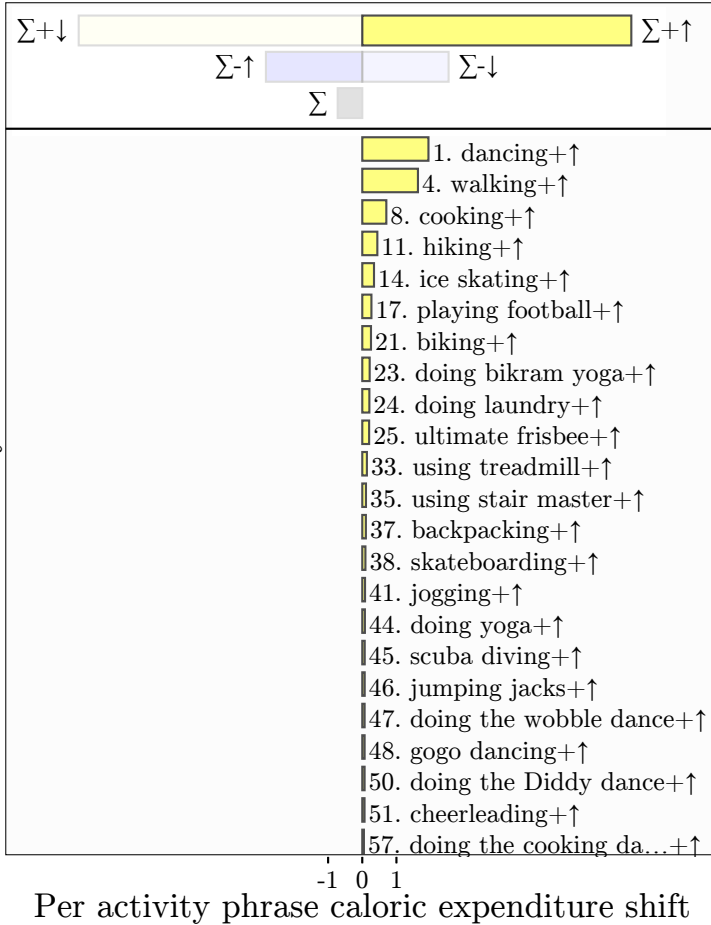 ∑+↓ ∑+↑
∑-↑ ∑-↓
∑
1. dancing+↑
4. walking+↑
8. cooking+↑
11. hiking+↑
14. ice skating+↑
17. playing football+↑
21. biking+↑
23. doing bikram yoga+↑
24. doing laundry+↑
25. ultimate frisbee+↑
33. using treadmill+↑
35. using stair master+↑
37. backpacking+↑
38. skateboarding+↑
41. jogging+↑
44. doing yoga+↑
45. scuba diving+↑
46. jumping jacks+↑
47. doing the wobble dance+↑
48. gogo dancing+↑
50. doing the Diddy dance+↑
51. cheerleading+↑
57. doing the cooking da...+↑
-1 0 1
Per activity phrase caloric expenditure shift